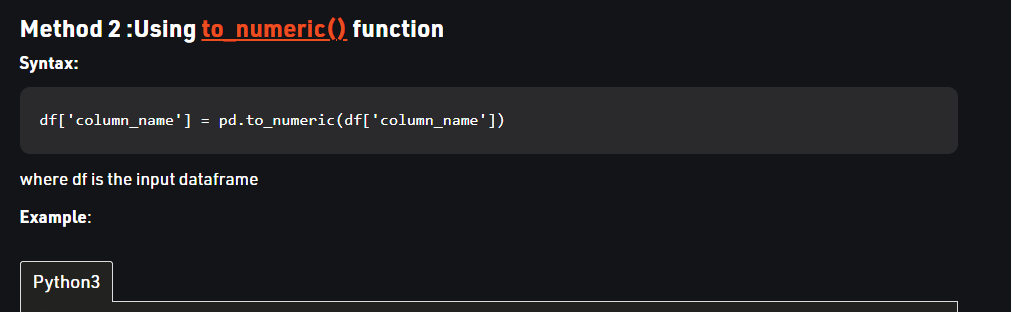 Method 2 :Using to_numeric() function
Syntax:
df['column_name'] = pd.to_numeric(df['column_name'])
where df is the input dataframe
Example:
Python3